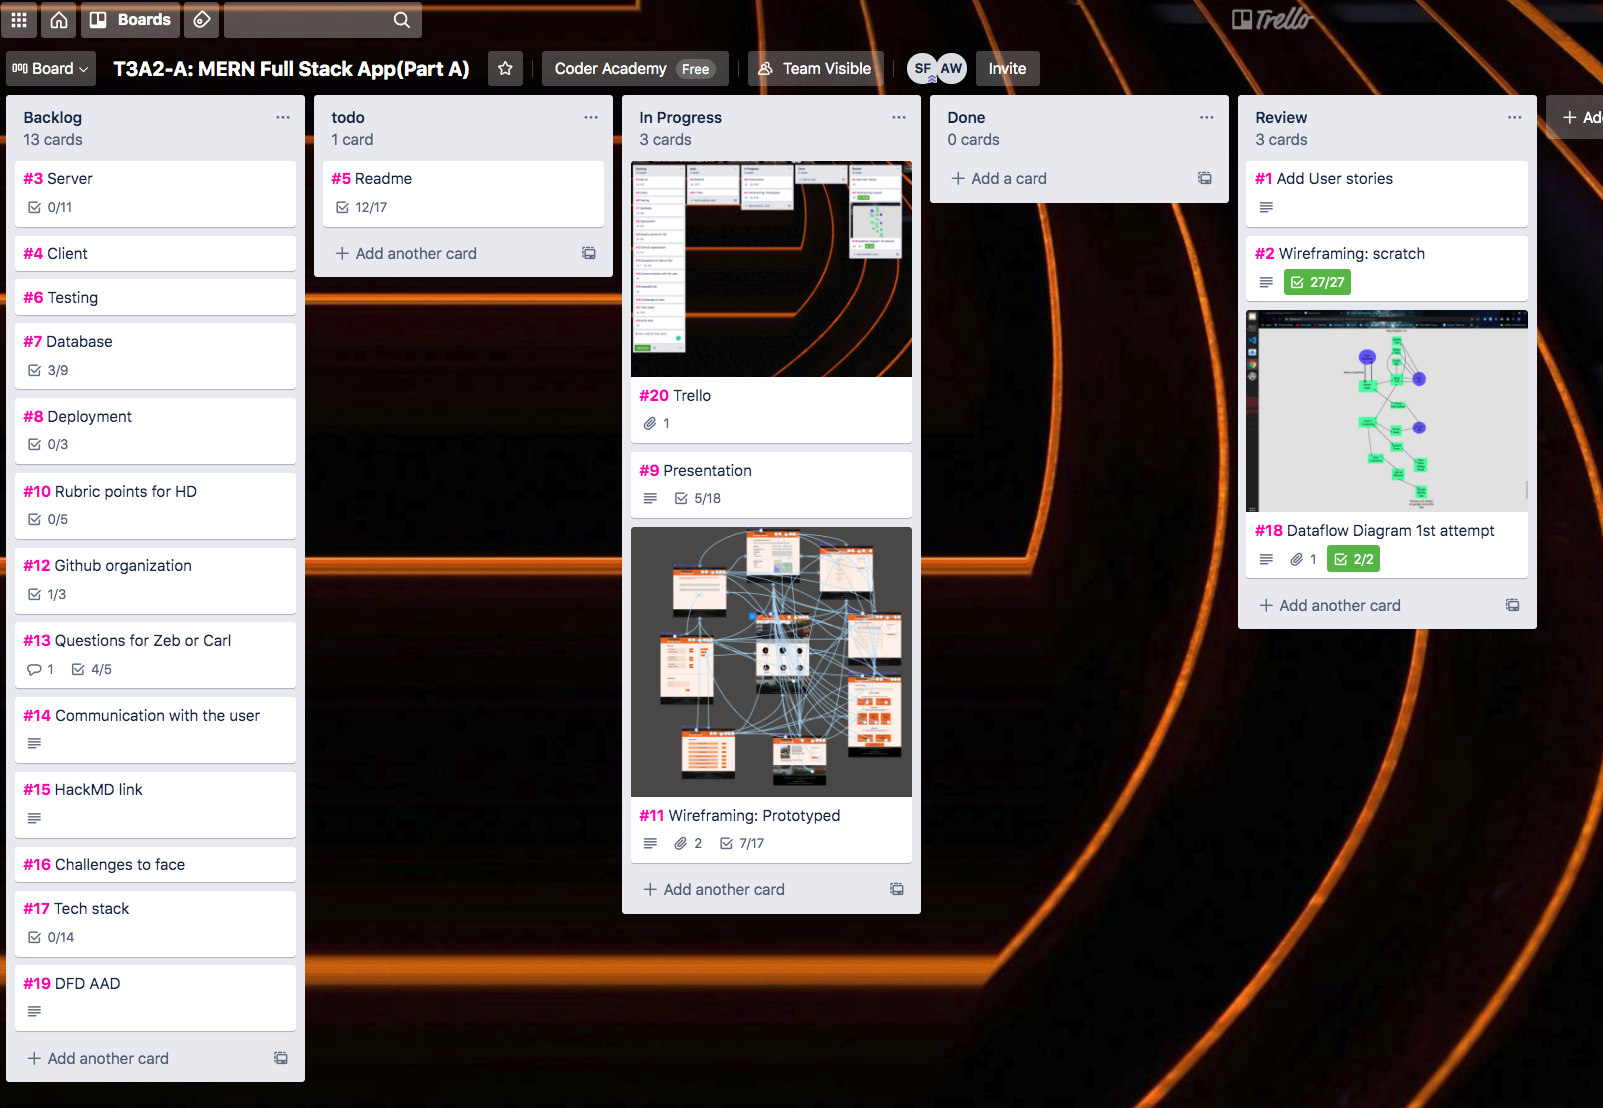 Boards
Trello
Board
T3A2-A: MERN Full Stack App(Part A)
Coder Academy Free
Team Visible
SF AW
Invite
Backlog
13 cards
#3 Server
0/11
#4 Client
#6 Testing
#7 Database
3/9
#8 Deployment
0/3
#10 Rubric points for HD
0/5
#12 Github organization
1/3
#13 Questions for Zeb or Carl
1 4/5
#14 Communication with the user
#15 HackMD link
#16 Challenges to face
#17 Tech stack
0/14
#19 DFD AAD
+ Add another card
todo
1 card
#5 Readme
12/17
+ Add another card
In Progress
3 cards
#20 Trello
1
#9 Presentation
5/18
#11 Wireframing: Prototyped
2 7/17
+ Add another card
Done
0 cards
+ Add a card
Review
3 cards
#1 Add User stories
#2 Wireframing: scratch
27/27
#18 Dataflow Diagram 1st attempt
1 2/2
+ Add another card